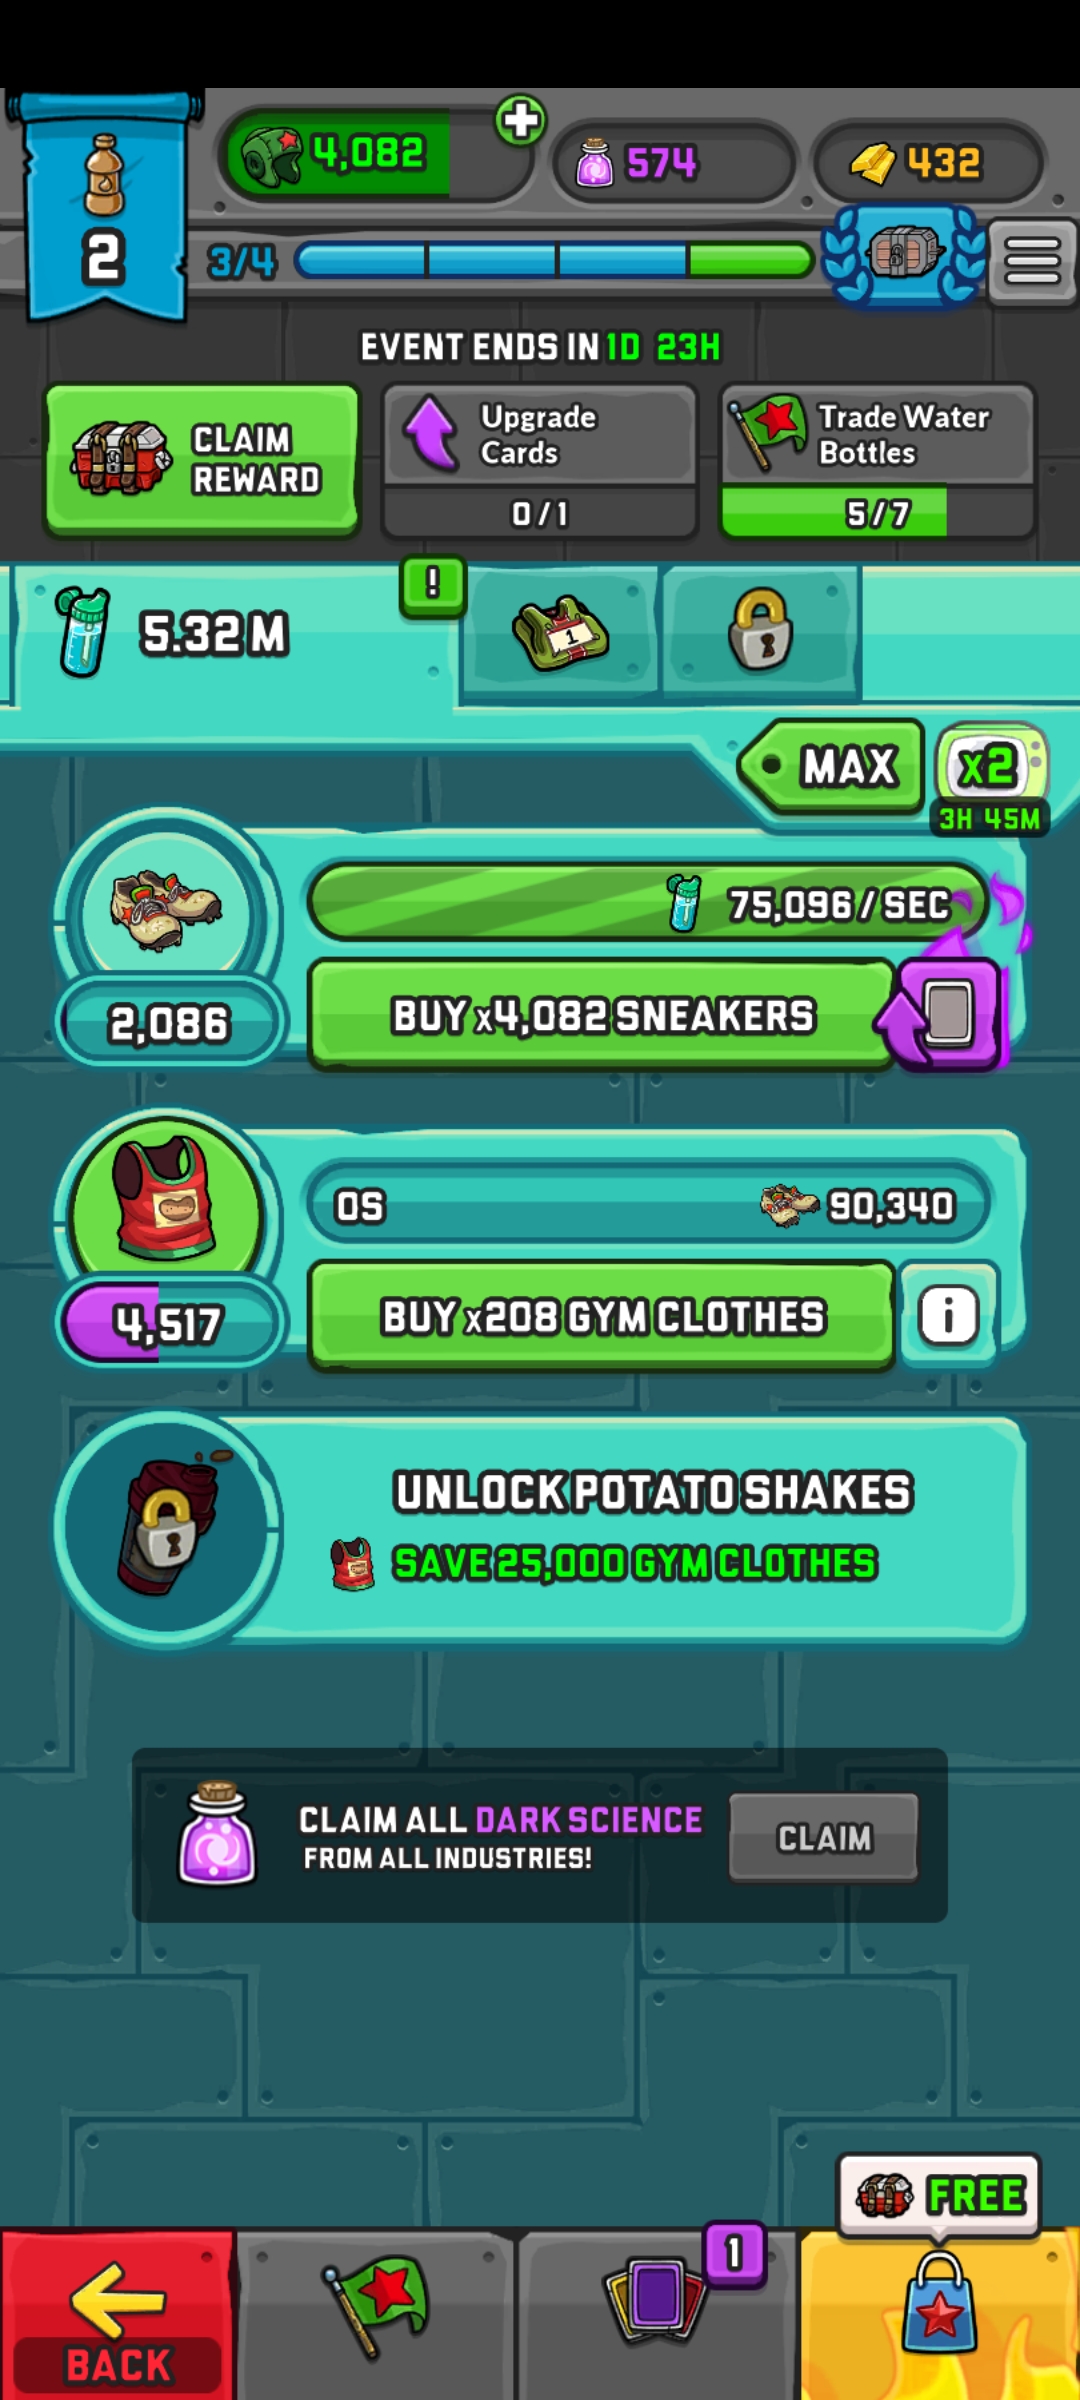 4,082
574
432
2
3/4
EVENT ENDS IN 1D 23H
CLAIM
REWARD
Upgrade
Cards
0/1
Trade Water
Bottles
5/7
5.32M
!
1
MAX
x2
3H 45M
75,096/SEC
2,086
BUY x4,082 SNEAKERS
0S
90,340
4,517
BUY x208 GYM CLOTHES
i
UNLOCK POTATO SHAKES
SAVE 25,000 GYM CLOTHES
CLAIM ALL DARK SCIENCE
FROM ALL INDUSTRIES!
CLAIM
FREE
1
BACK